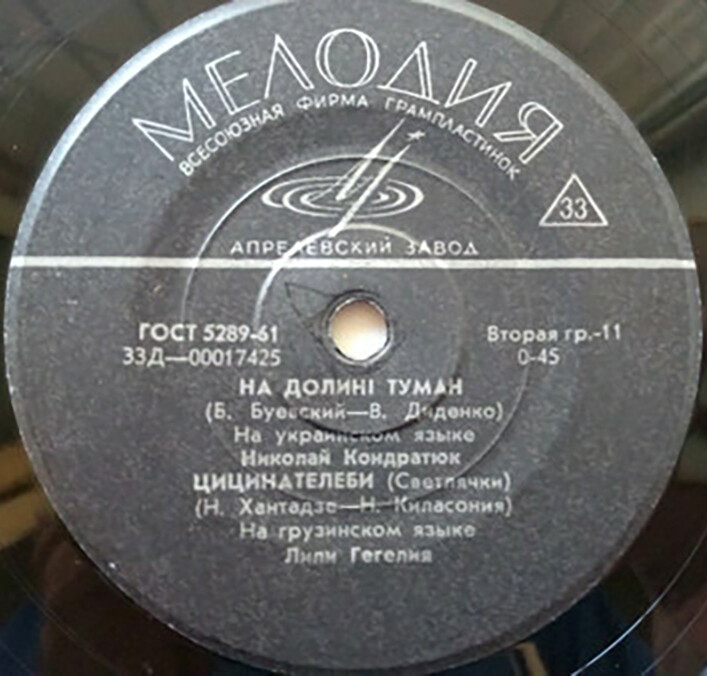 МЕЛОДИЯ
ВСЕСОЮЗНАЯ ФИРМА ГРАМПЛАСТИНОК
33
АПРЕЛЕВСКИЙ ЗАВОД
ГОСТ 5289-61
Вторая гр.-11
33Д—00017425
0-45
НА ДОЛИНІ ТУМАН
(Б. Буевский—В. Диденко)
На украинском языке
Николай Кондратюк
ЦИЦИНАТЕЛЕБИ (Светлячки)
(Н. Хантадзе—Н. Киласония)
На грузинском языке
Лили Гегелия